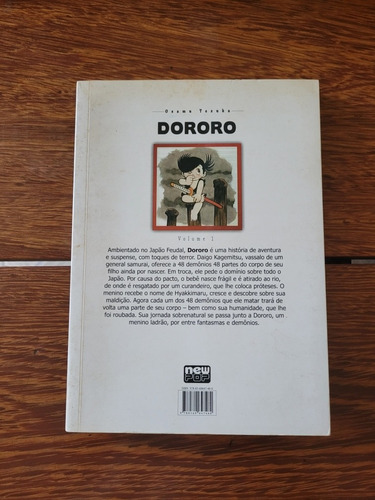 Osamu Tezuka
DORORO
Volume 1
Ambientado no Japão Feudal, Dororo é uma história de aventura
e suspense, com toques de terror. Daigo Kagemitsu, vassalo de um
general samurai, oferece a 48 demônios 48 partes do corpo de seu
filho ainda por nascer. Em troca, ele pede o domínio sobre todo o
Japão. Por causa do pacto, o bebê nasce frágil e é atirado ao rio,
de onde é resgatado por um curandeiro, que lhe coloca próteses. O
menino recebe o nome de Hyakkimaru, cresce e descobre sobre sua
maldição. Agora cada um dos 48 demônios que ele matar trará de
volta uma parte de seu corpo – bem como sua humanidade, que lhe
foi roubada. Sua jornada sobrenatural se passa junto a Dororo, um
menino ladrão, por entre fantasmas e demônios.
new
POP